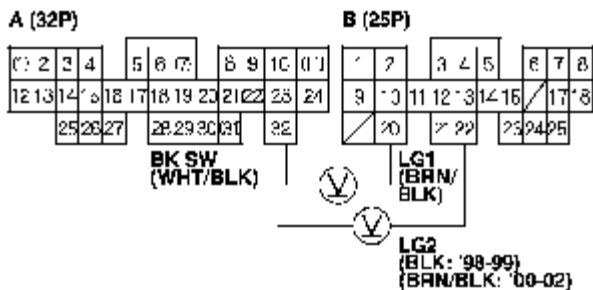 A (32P)
B (25P)
2 3 4 5 6 8 9 10
1 2 3 4 5 6 7 8
12 13 14 15 16 17 18 19 20 21 22 23 24
9 10 11 12 13 14 15 17 18
25 26 27 28 29 30 31 32
20 21 22 23 24 25
BK SW
(WHT/BLK)
V
LG1
(BRN/
BLK)
V
LG2
(BLK: '98-99)
(BRN/BLK: '00-02)